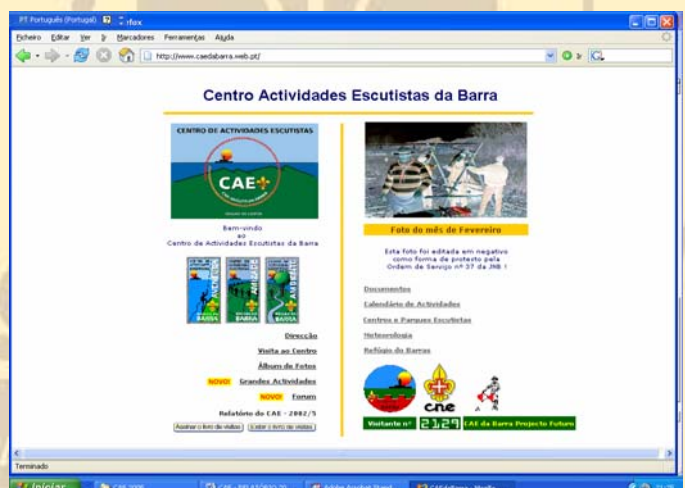 PT Português (Portugal)
Ficheiro Editar Ver Ir Marcadores Ferramentas Ajuda
http://www.caedabarra.web.pt/
Centro Actividades Escutistas da Barra
CENTRO DE ACTIVIDADES ESCUTISTAS
CAE
Bem-vindo
ao
Centro de Actividades Escutistas da Barra
AVENTURA
AMIZADE
AMBIENTE
BARRA
BARRA
BARRA
Direcção
Visita ao Centro
Álbum de Fotos
NOVO! Grandes Actividades
NOVO! Forum
Relatório do CAE - 2002/5
Assinar o livro de visitas Exibir o livro de visitas
Foto do mês de Fevereiro
Esta foto foi editada em negativo
como forma de protesto pela
Ordem de Serviço nº 37 da JNB !
Documentos
Calendário de Actividades
Centros e Parques Escutistas
Meteorologia
Refúgio do Barras
cne
Visitante nº 2129 CAE da Barra Projecto Futuro
Terminado
Iniciar